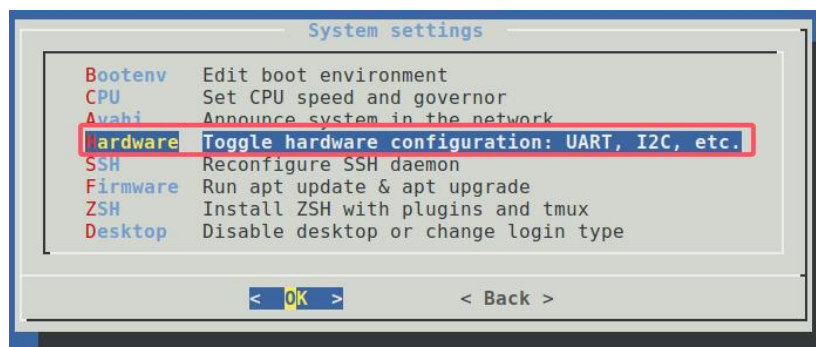 System settings
Bootenv Edit boot environment
CPU Set CPU speed and governor
Avahi Announce system in the network
Hardware Toggle hardware configuration: UART, I2C, etc.
SSH Reconfigure SSH daemon
Firmware Run apt update & apt upgrade
ZSH Install ZSH with plugins and tmux
Desktop Disable desktop or change login type
< OK > < Back >